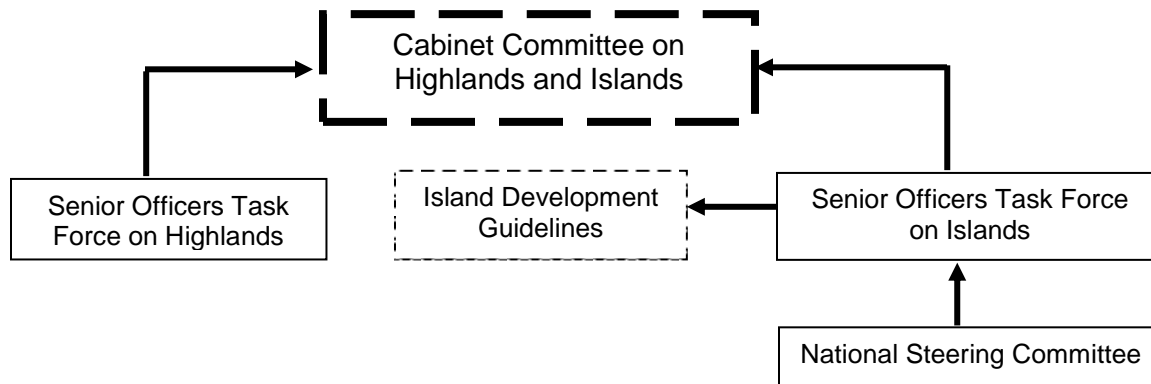 Cabinet Committee on
Highlands and Islands
Senior Officers Task
Force on Highlands
Island Development
Guidelines
Senior Officers Task Force
on Islands
National Steering Committee